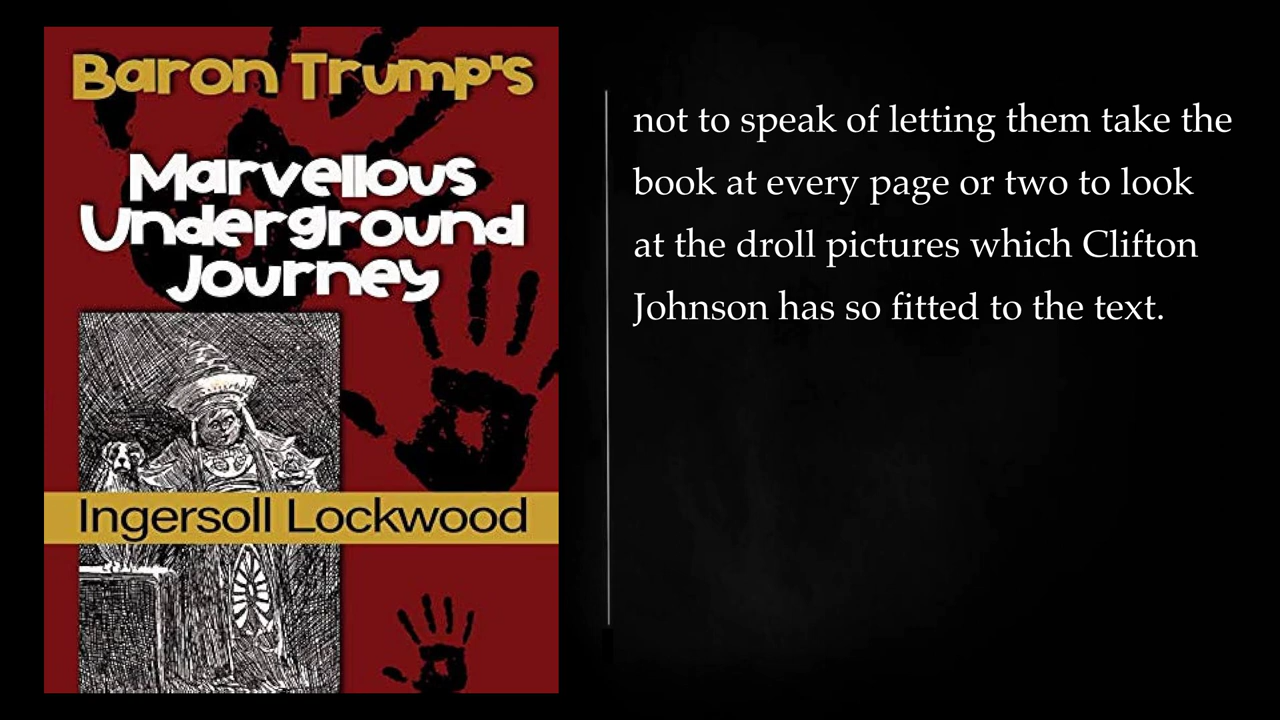 Baron Trump's
Marvellous
Underground
Journey
Ingersoll Lockwood
not to speak of letting them take the
book at every page or two to look
at the droll pictures which Clifton
Johnson has so fitted to the text.